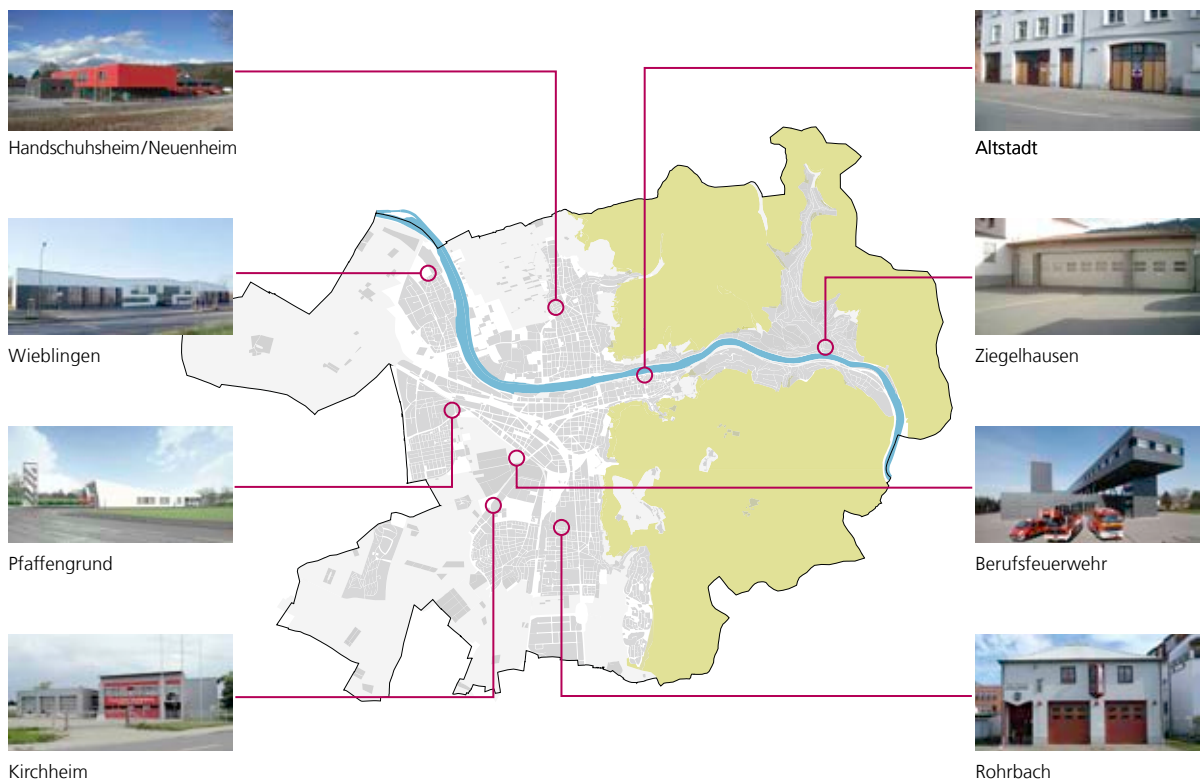 Handschuhsheim/Neuenheim
Wieblingen
Pfaffengrund
Kirchheim
Altstadt
Ziegelhausen
Berufsfeuerwehr
Rohrbach